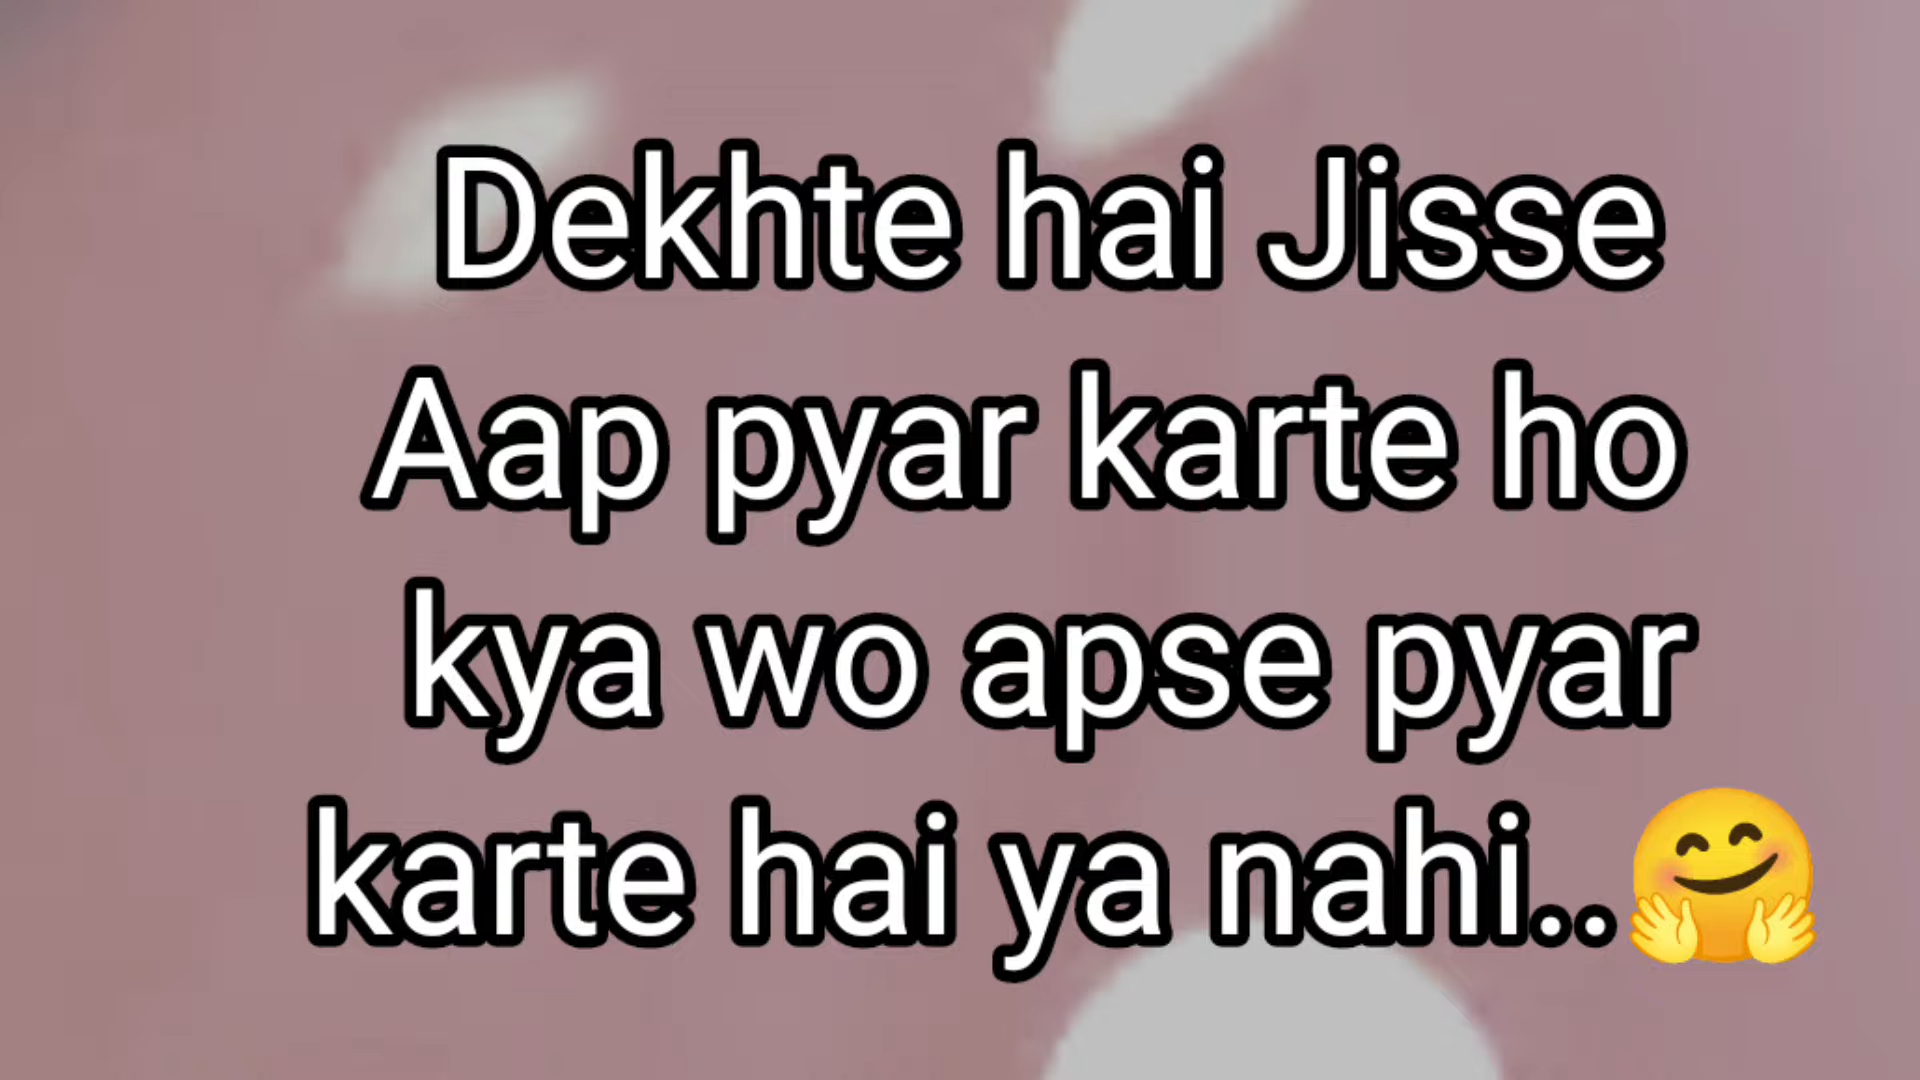 Dekhte hai Jisse
Aap pyar karte ho
kya wo apse pyar
karte hai ya nahi..🤗